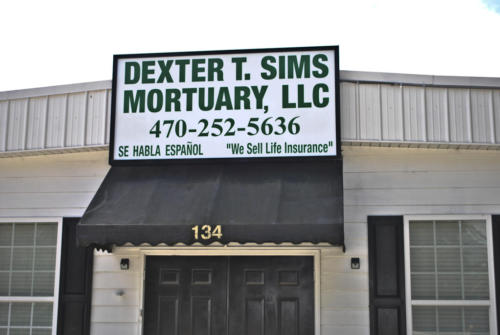 DEXTER T. SIMS
MORTUARY, LLC
470-252-5636
SE HABLA ESPAÑOL "We Sell Life Insurance"
134